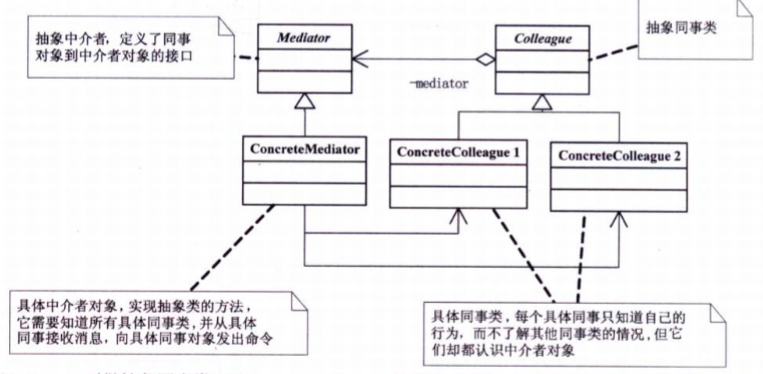 抽象中介者,定义了同事
对象到中介者对象的接口
Mediator
Colleague
抽象同事类
-mediator
ConcreteMediator
ConcreteColleague 1
ConcreteColleague 2
具体中介者对象,实现抽象类的方法,
它需要知道所有具体同事类,并从具体
同事接收消息,向具体同事对象发出命令
具体同事类,每个具体同事只知道自己的
行为,而不了解其他同事类的情况,但它
们却都认识中介者对象